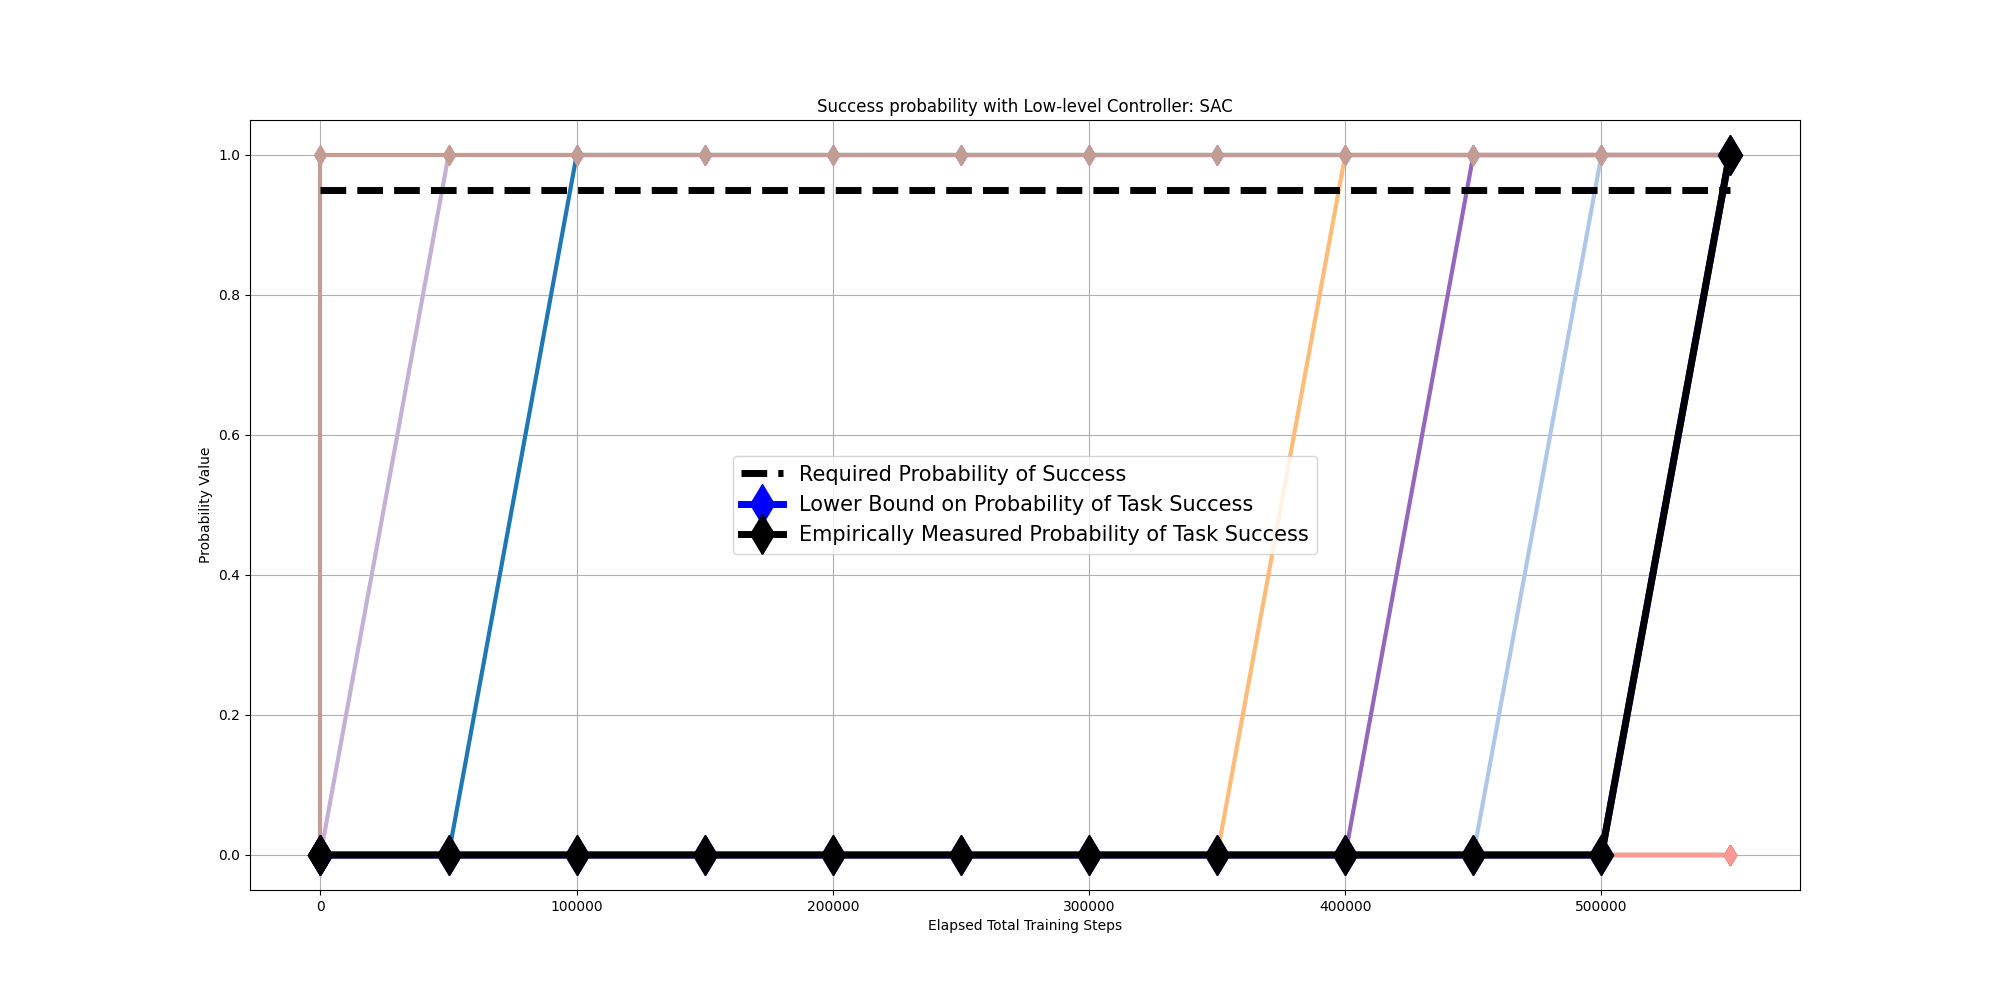 Success probability with Low-level Controller: SAC
Probability Value
1.0
0.8
0.6
0.4
0.2
0.0
Required Probability of Success
Lower Bound on Probability of Task Success
Empirically Measured Probability of Task Success
0 100000 200000 300000 400000 500000
Elapsed Total Training Steps